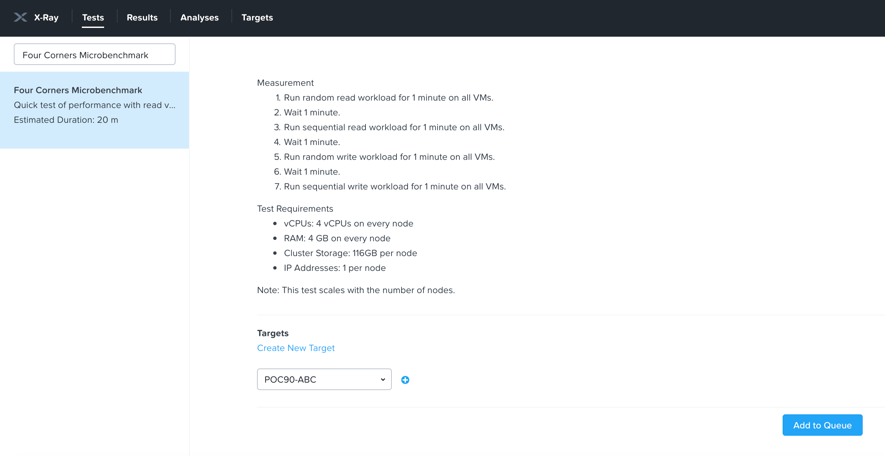 X-Ray
Tests
Results
Analyses
Targets
Four Corners Microbenchmark
Four Corners Microbenchmark
Quick test of performance with read v...
Estimated Duration: 20 m
Measurement
1. Run random read workload for 1 minute on all VMs.
2. Wait 1 minute.
3. Run sequential read workload for 1 minute on all VMs.
4. Wait 1 minute.
5. Run random write workload for 1 minute on all VMs.
6. Wait 1 minute.
7. Run sequential write workload for 1 minute on all VMs.
Test Requirements
• vCPUs: 4 vCPUs on every node
• RAM: 4 GB on every node
• Cluster Storage: 116GB per node
• IP Addresses: 1 per node
Note: This test scales with the number of nodes.
Targets
Create New Target
POC90-ABC
Add to Queue